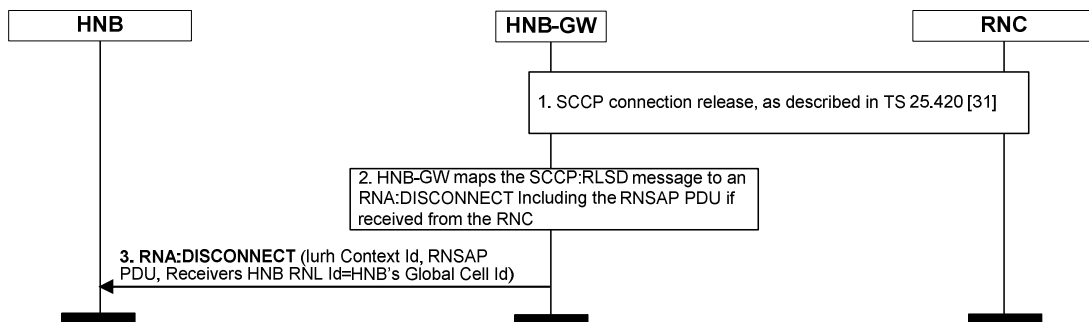 HNB
HNB-GW
RNC
1. SCCP connection release, as described in TS 25.420 [31]
2. HNB-GW maps the SCCP:RLSD message to an
RNA:DISCONNECT Including the RNSAP PDU if
received from the RNC
3. RNA:DISCONNECT (Iurh Context Id, RNSAP
PDU, Receivers HNB RNL Id=HNB's Global Cell Id)